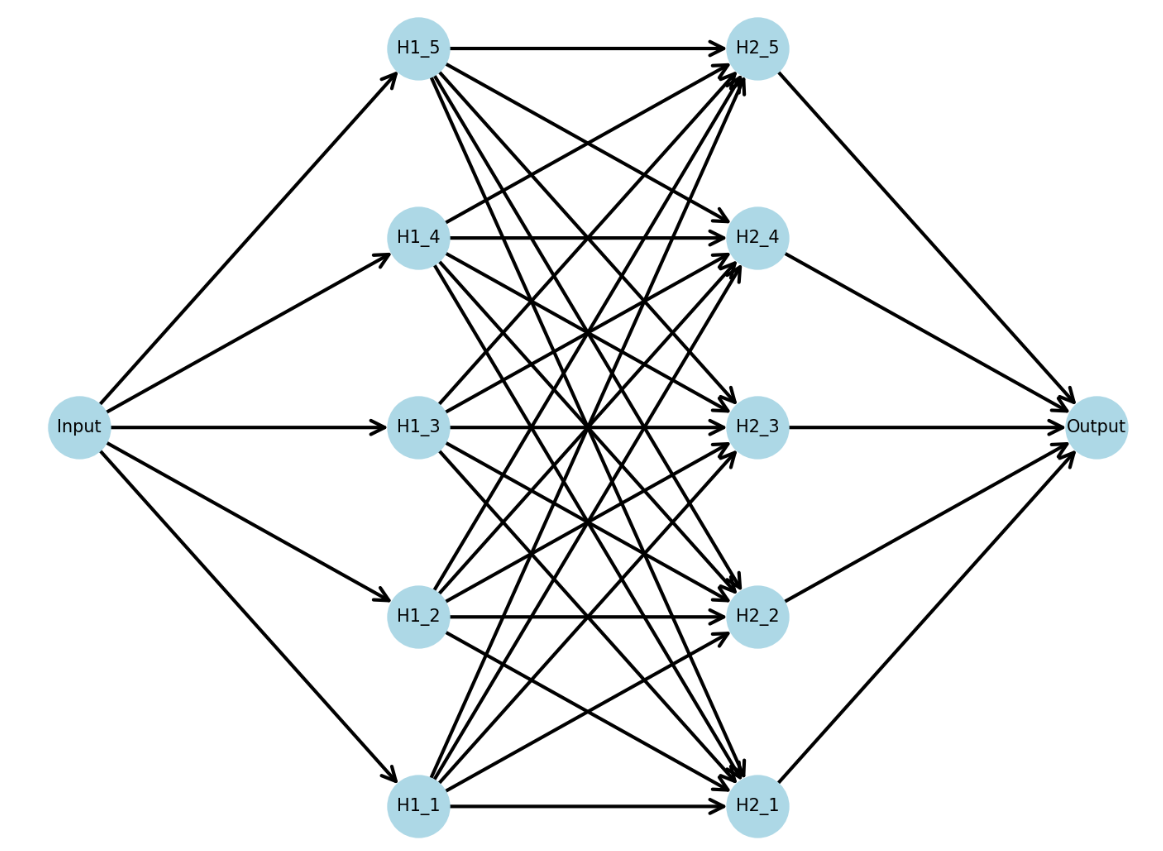 H1_5
H2_5
H1_4
H2_4
Input
H1_3
H2_3
Output
H1_2
H2_2
H1_1
H2_1